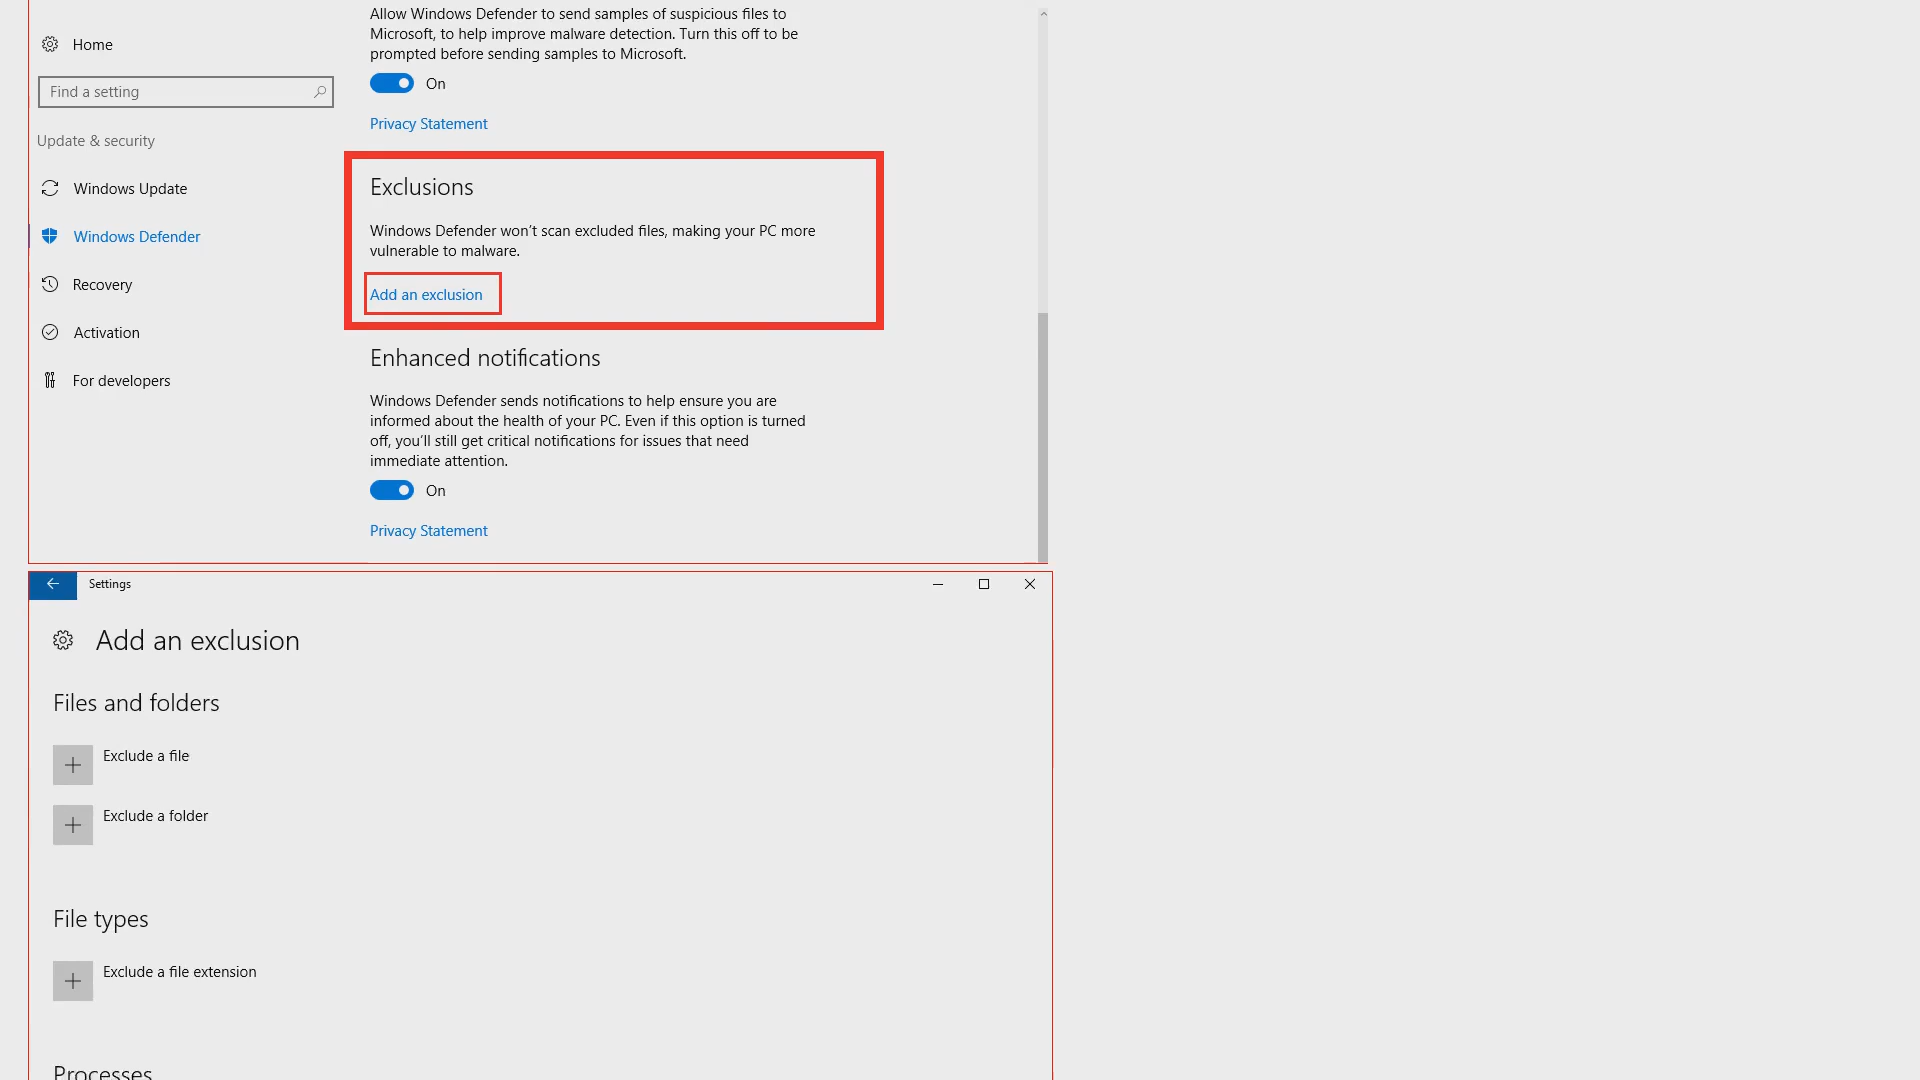 Allow Windows Defender to send samples of suspicious files to
Microsoft, to help improve malware detection. Turn this off to be
prompted before sending samples to Microsoft.
On
Privacy Statement
Home
Find a setting
Update & security
Windows Update
Windows Defender
Recovery
Activation
For developers
Exclusions
Windows Defender won't scan excluded files, making your PC more
vulnerable to malware.
Add an exclusion
Enhanced notifications
Windows Defender sends notifications to help ensure you are
informed about the health of your PC. Even if this option is turned
off, you'll still get critical notifications for issues that need
immediate attention.
On
Privacy Statement
Settings
Add an exclusion
Files and folders
Exclude a file
Exclude a folder
File types
Exclude a file extension
Processes